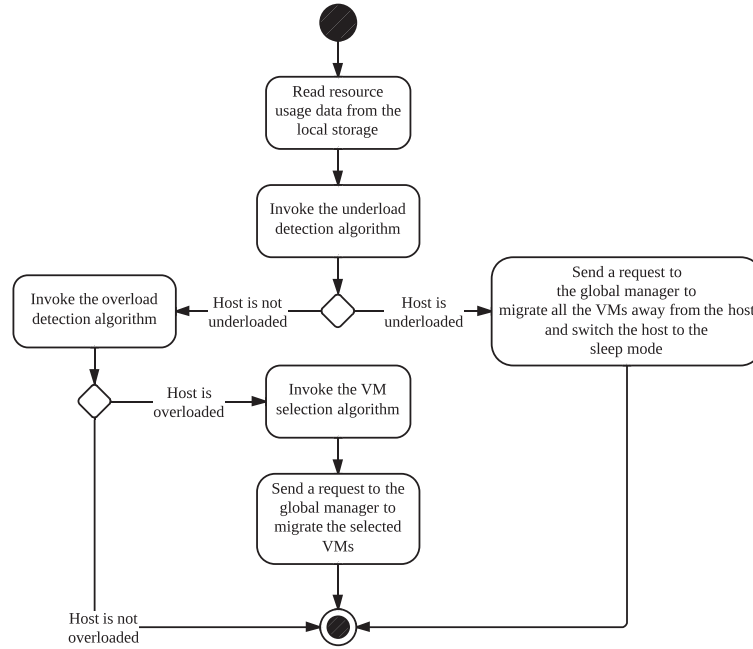 Read resource
usage data from the
local storage
Invoke the underload
detection algorithm
Send a request to
the global manager to
migrate all the VMs away from the host
and switch the host to the
sleep mode
Invoke the overload
detection algorithm
Host is not
underloaded
Host is
underloaded
Host is
overloaded
Invoke the VM
selection algorithm
Send a request to the
global manager to
migrate the selected
VMs
Host is not
overloaded